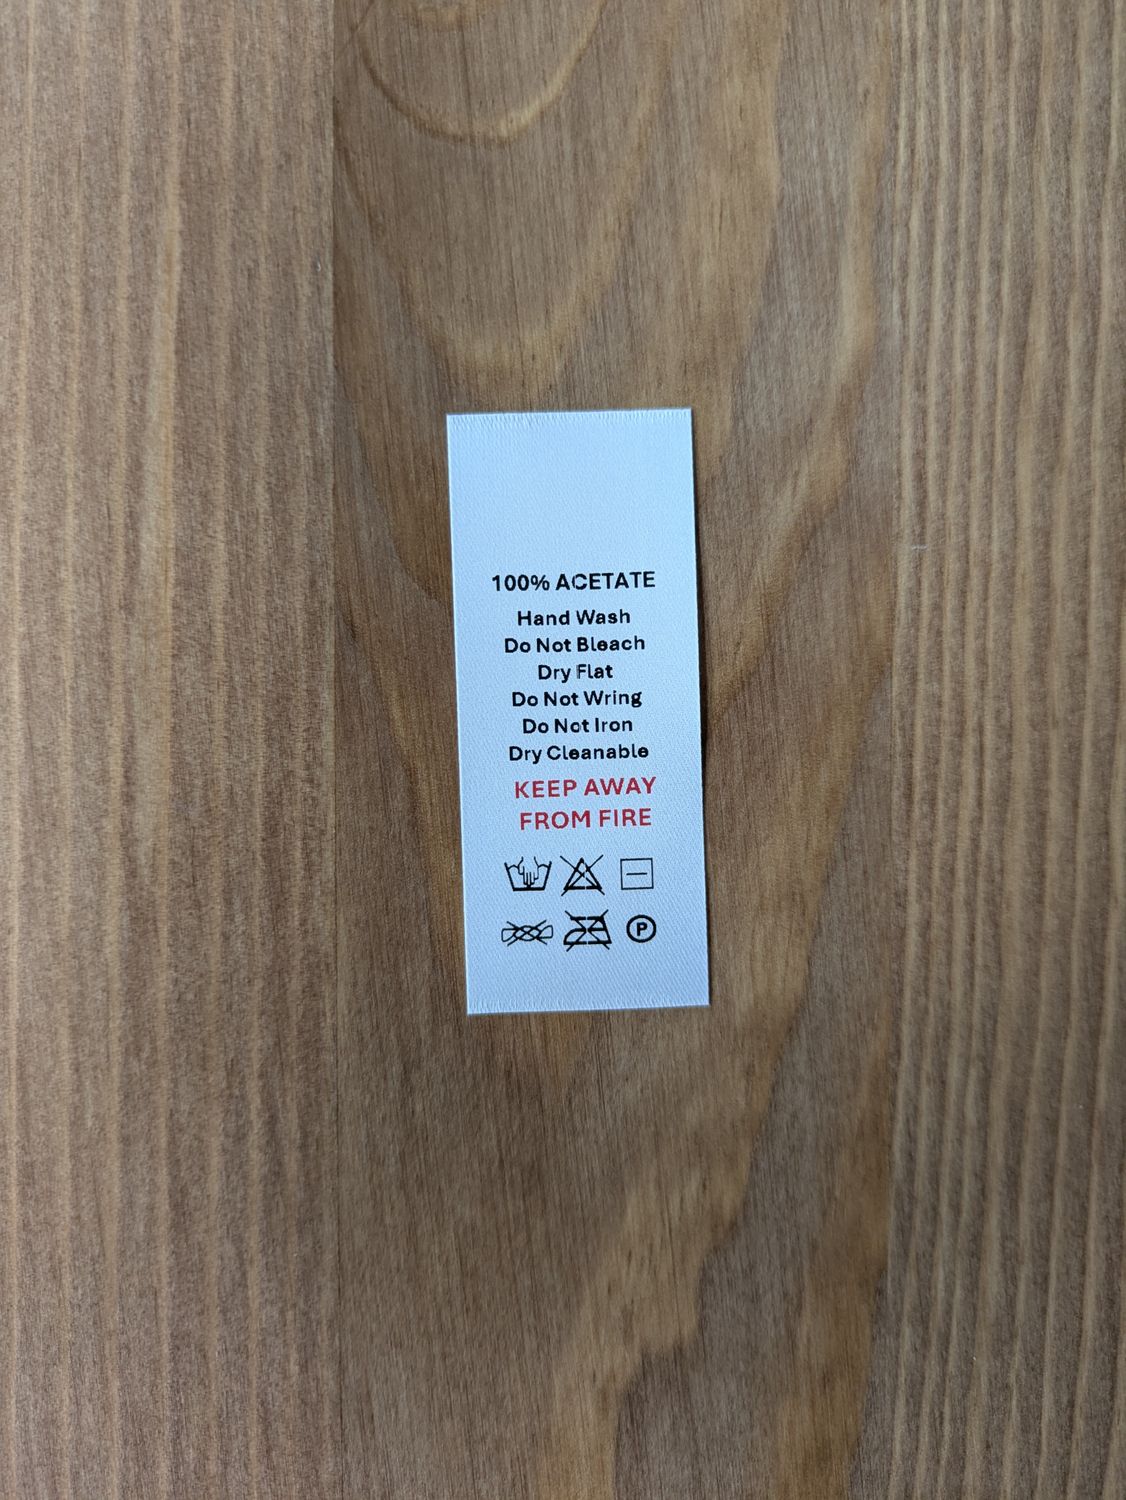 100% ACETATE
Hand Wash
Do Not Bleach
Dry Flat
Do Not Wring
Do Not Iron
Dry Cleanable
KEEP AWAY
FROM FIRE
P